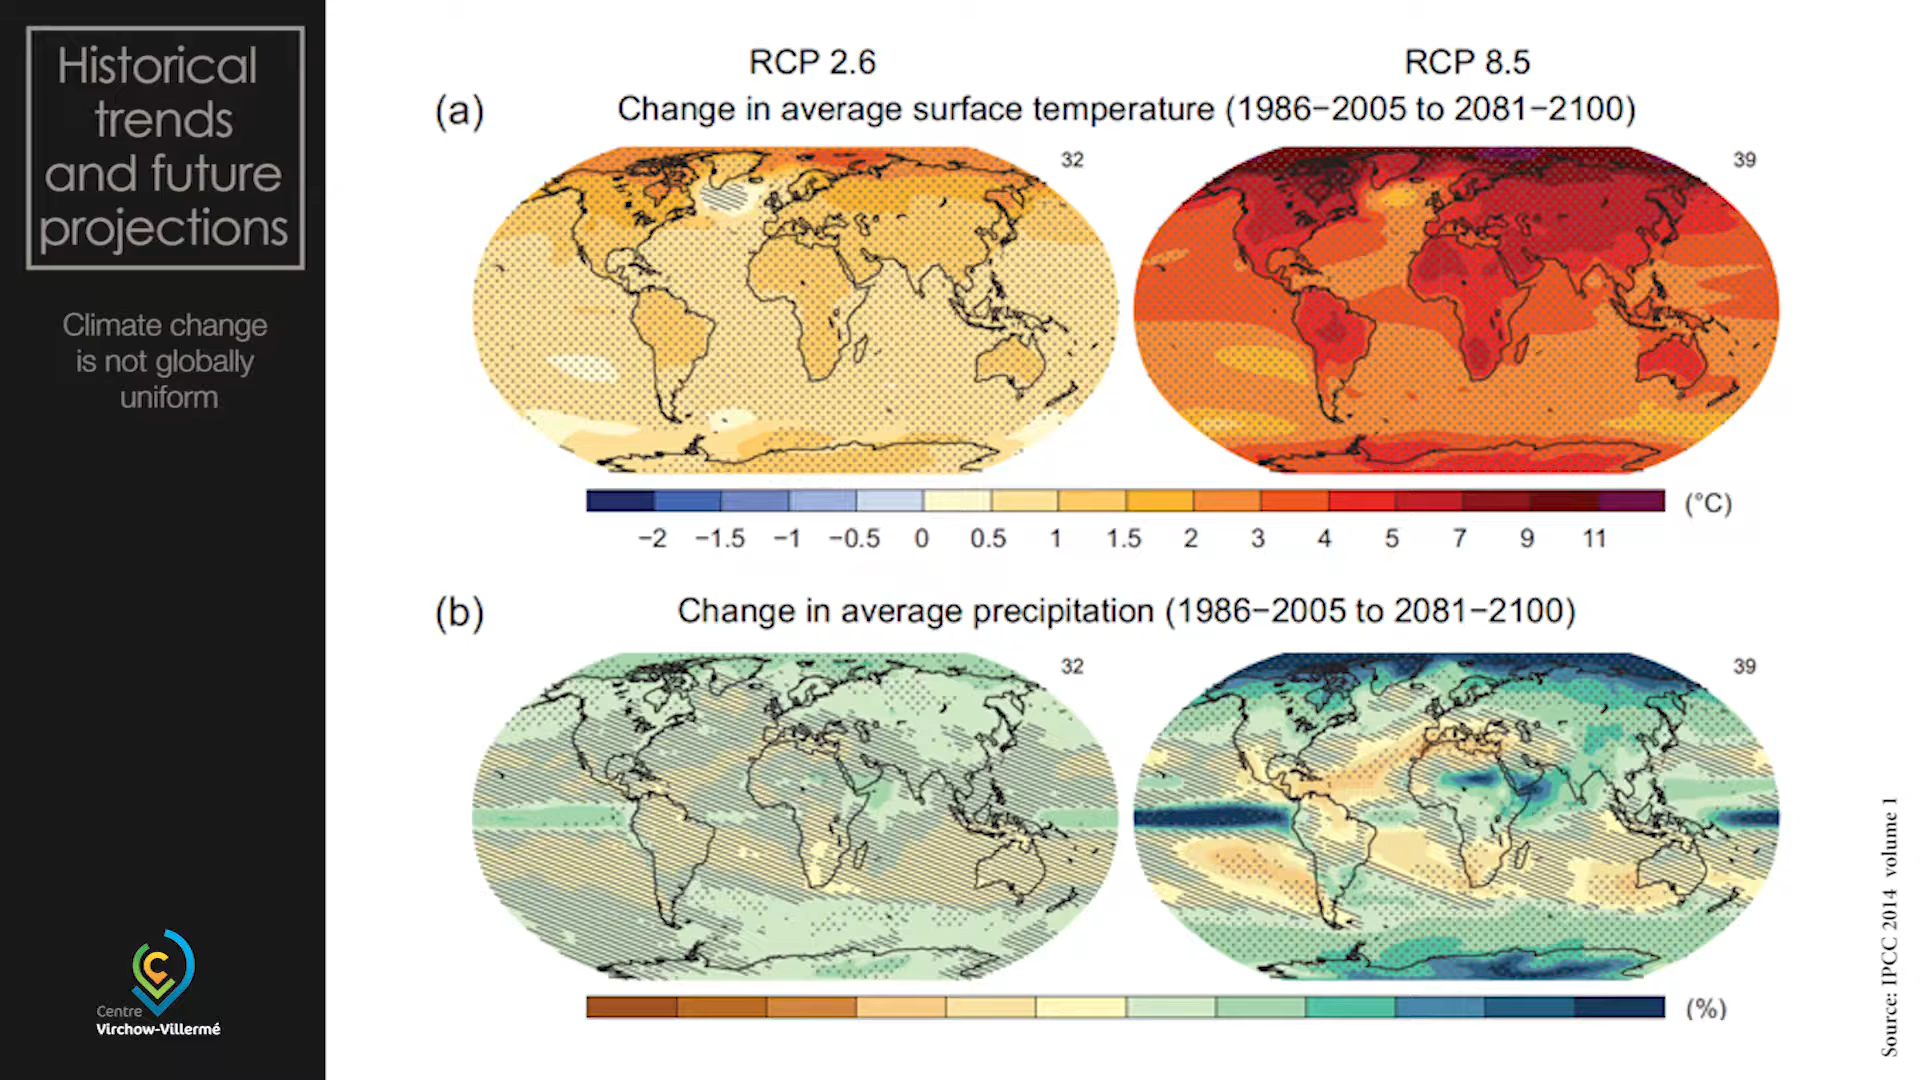 Historical
trends
and future
projections
Climate change
is not globally
uniform
Centre
Virchow-Villermé
RCP 2.6
RCP 8.5
(a)
Change in average surface temperature (1986−2005 to 2081−2100)
32
39
−2 −1.5 −1 −0.5 0 0.5 1 1.5 2 3 4 5 7 9 11
(°C)
(b)
Change in average precipitation (1986−2005 to 2081−2100)
32
39
(%)
Source: IPCC 2014 volume 1